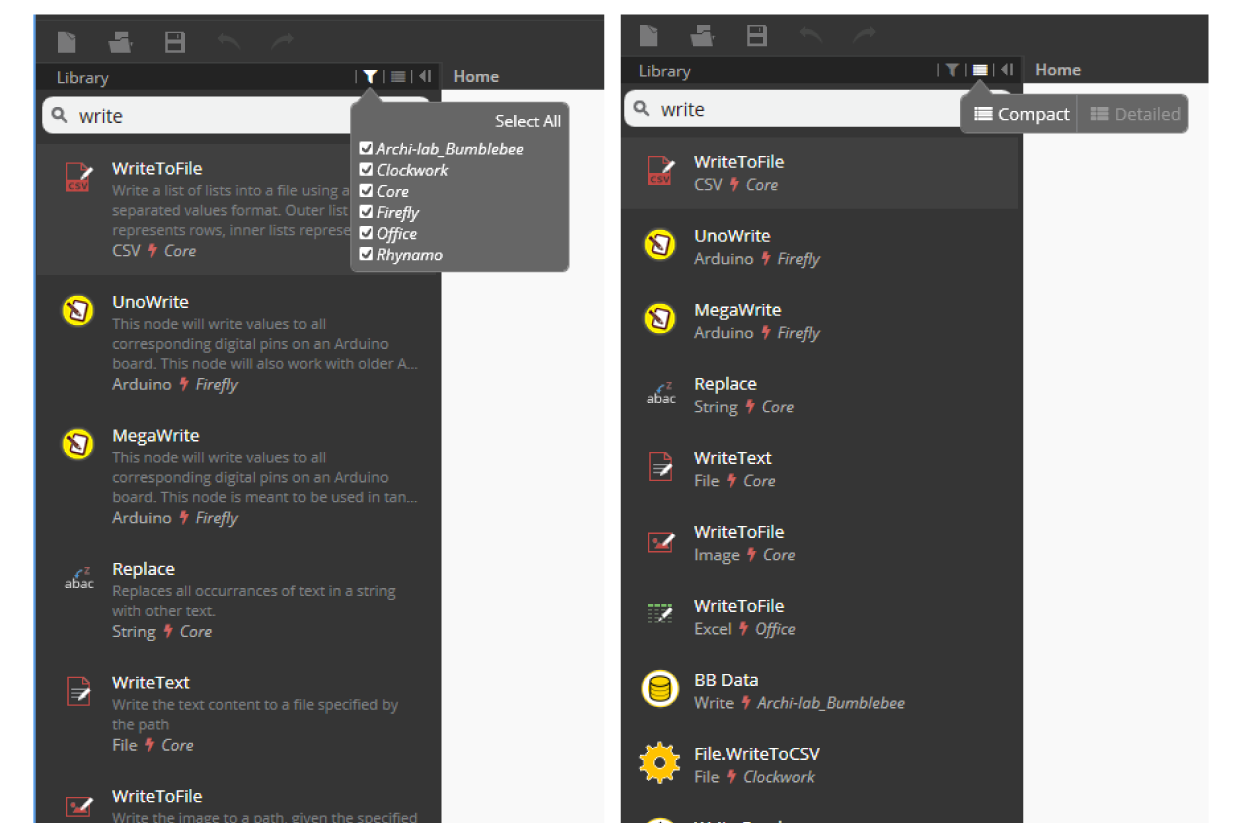 Library
Home
write
Select All
Archi-lab_Bumblebee
Clockwork
Core
Firefly
Office
Rhynamo
WriteToFile
Write a list of lists into a file using a
separated values format. Outer list
represents rows, inner lists represe
CSV Core
CSV
UnoWrite
This node will write values to all
corresponding digital pins on an Arduino
board. This node will also work with older A...
Arduino Firefly
MegaWrite
This node will write values to all
corresponding digital pins on an Arduino
board. This node is meant to be used in tan...
Arduino Firefly
Z
abac
Replace
Replaces all occurrances of text in a string
with other text.
String Core
WriteText
Write the text content to a file specified by
the path
File Core
WriteToFile
Write the image to a path, given the specified
Library
Home
write
Compact
Detailed
WriteToFile
CSV Core
CSV
UnoWrite
Arduino Firefly
MegaWrite
Arduino Firefly
Z
abac
Replace
String Core
WriteText
File Core
WriteToFile
Image Core
WriteToFile
Excel Office
BB Data
Write Archi-lab_Bumblebee
File.WriteToCSV
File Clockwork